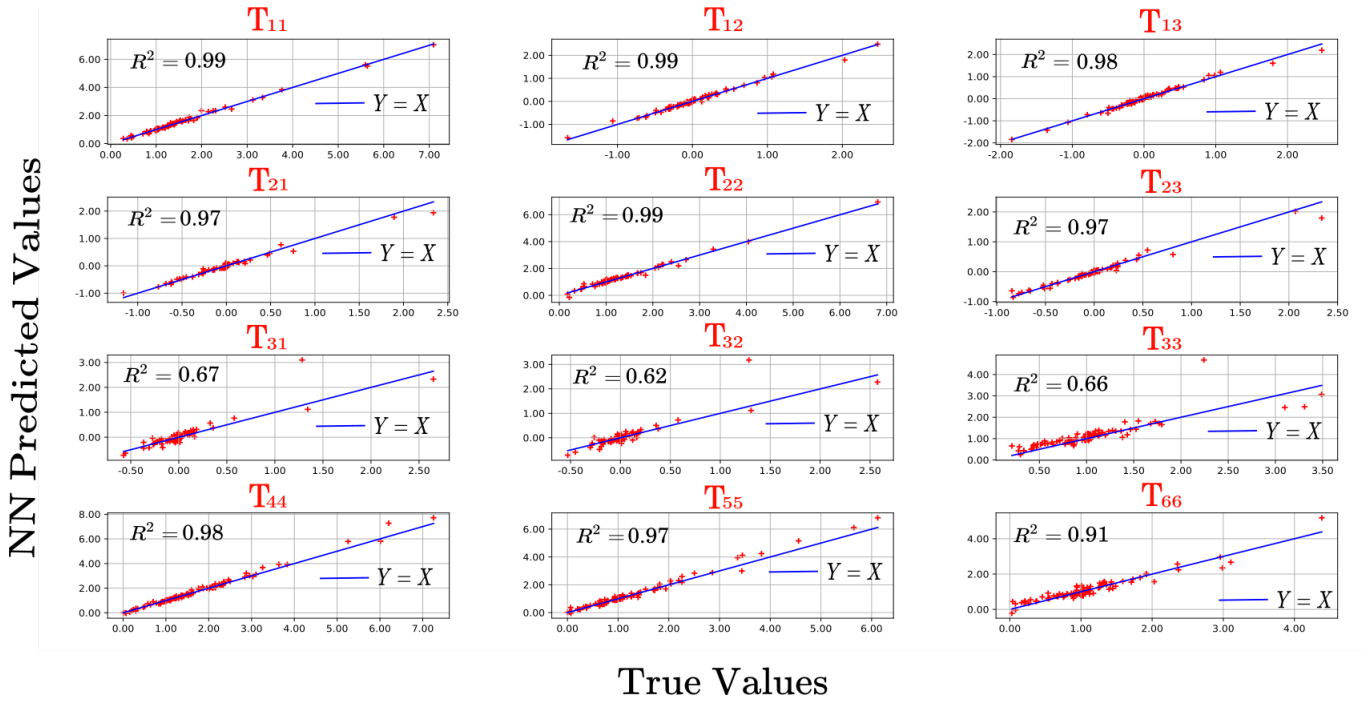 T₁₁ T₁₂ T₁₃
R² = 0.99 R² = 0.99 R² = 0.98
Y = X Y = X Y = X
6.00 4.00 2.00 0.00
0.00 1.00 2.00 3.00 4.00 5.00 6.00 7.00
2.00 1.00 0.00 -1.00
-1.00 0.00 1.00 2.00
2.00 1.00 0.00 -1.00 -2.00
-2.00 -1.00 0.00 1.00 2.00
T₂₁ T₂₂ T₂₃
R² = 0.97 R² = 0.99 R² = 0.97
Y = X Y = X Y = X
2.00 1.00 0.00 -1.00
-1.00 -0.50 0.00 0.50 1.00 1.50 2.00 2.50
6.00 4.00 2.00 0.00
0.00 1.00 2.00 3.00 4.00 5.00 6.00 7.00
2.00 1.00 0.00 -1.00
-1.00 -0.50 0.00 0.50 1.00 1.50 2.00 2.50
T₃₁ T₃₂ T₃₃
R² = 0.67 R² = 0.62 R² = 0.66
Y = X Y = X Y = X
3.00 2.00 1.00 0.00
-0.50 0.00 0.50 1.00 1.50 2.00 2.50
3.00 2.00 1.00 0.00
-0.50 0.00 0.50 1.00 1.50 2.00 2.50
4.00 3.00 2.00 1.00 0.00
0.50 1.00 1.50 2.00 2.50 3.00 3.50
T₄₄ T₅₅ T₆₆
R² = 0.98 R² = 0.97 R² = 0.91
Y = X Y = X Y = X
8.00 6.00 4.00 2.00 0.00
0.00 1.00 2.00 3.00 4.00 5.00 6.00 7.00
6.00 4.00 2.00 0.00
0.00 1.00 2.00 3.00 4.00 5.00 6.00
4.00 2.00 0.00
0.00 1.00 2.00 3.00 4.00
NN Predicted Values
True Values